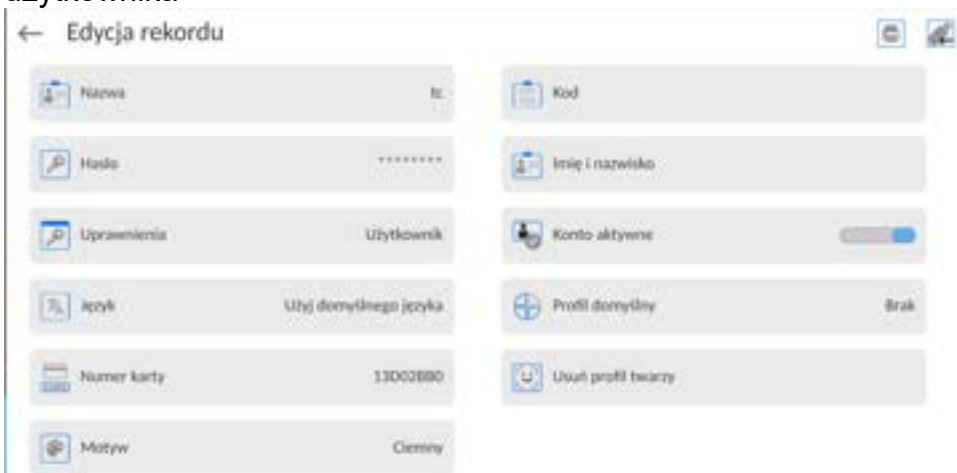 użytkownika
Edycja rekordu
Nazwa tc
Kod
Hasło ********
Imię i nazwisko
Uprawnienia Użytkownik
Konto aktywne
Język Użyj domyślnego języka
Profil domyślny Brak
Numer karty
Usuń profil twarzy
Motyw Ciemny